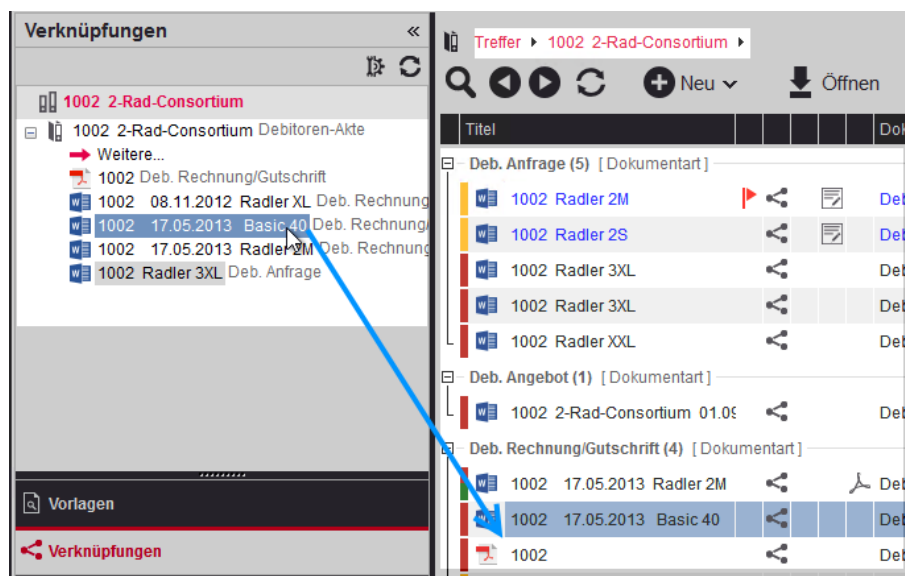 Verknüpfungen «
1002 2-Rad-Consortium
1002 2-Rad-Consortium Debitoren-Akte
Weitere...
1002 Deb. Rechnung/Gutschrift
1002 08.11.2012 Radler XL Deb. Rechnung
1002 17.05.2013 Basic 40 Deb. Rechnung/
1002 17.05.2013 Radler 2M Deb. Rechnung
1002 Radler 3XL Deb. Anfrage
Vorlagen
Verknüpfungen
Treffer 1002 2-Rad-Consortium
Neu Öffnen
Titel Dok
Deb. Anfrage (5) [Dokumentart]
1002 Radler 2M Deb
1002 Radler 2S Deb
1002 Radler 3XL Deb
1002 Radler 3XL Deb
1002 Radler XXL Deb
Deb. Angebot (1) [Dokumentart]
1002 2-Rad-Consortium 01.09 Deb
Deb. Rechnung/Gutschrift (4) [Dokumentart]
1002 17.05.2013 Radler 2M Deb
1002 17.05.2013 Basic 40 Deb
1002 Deb